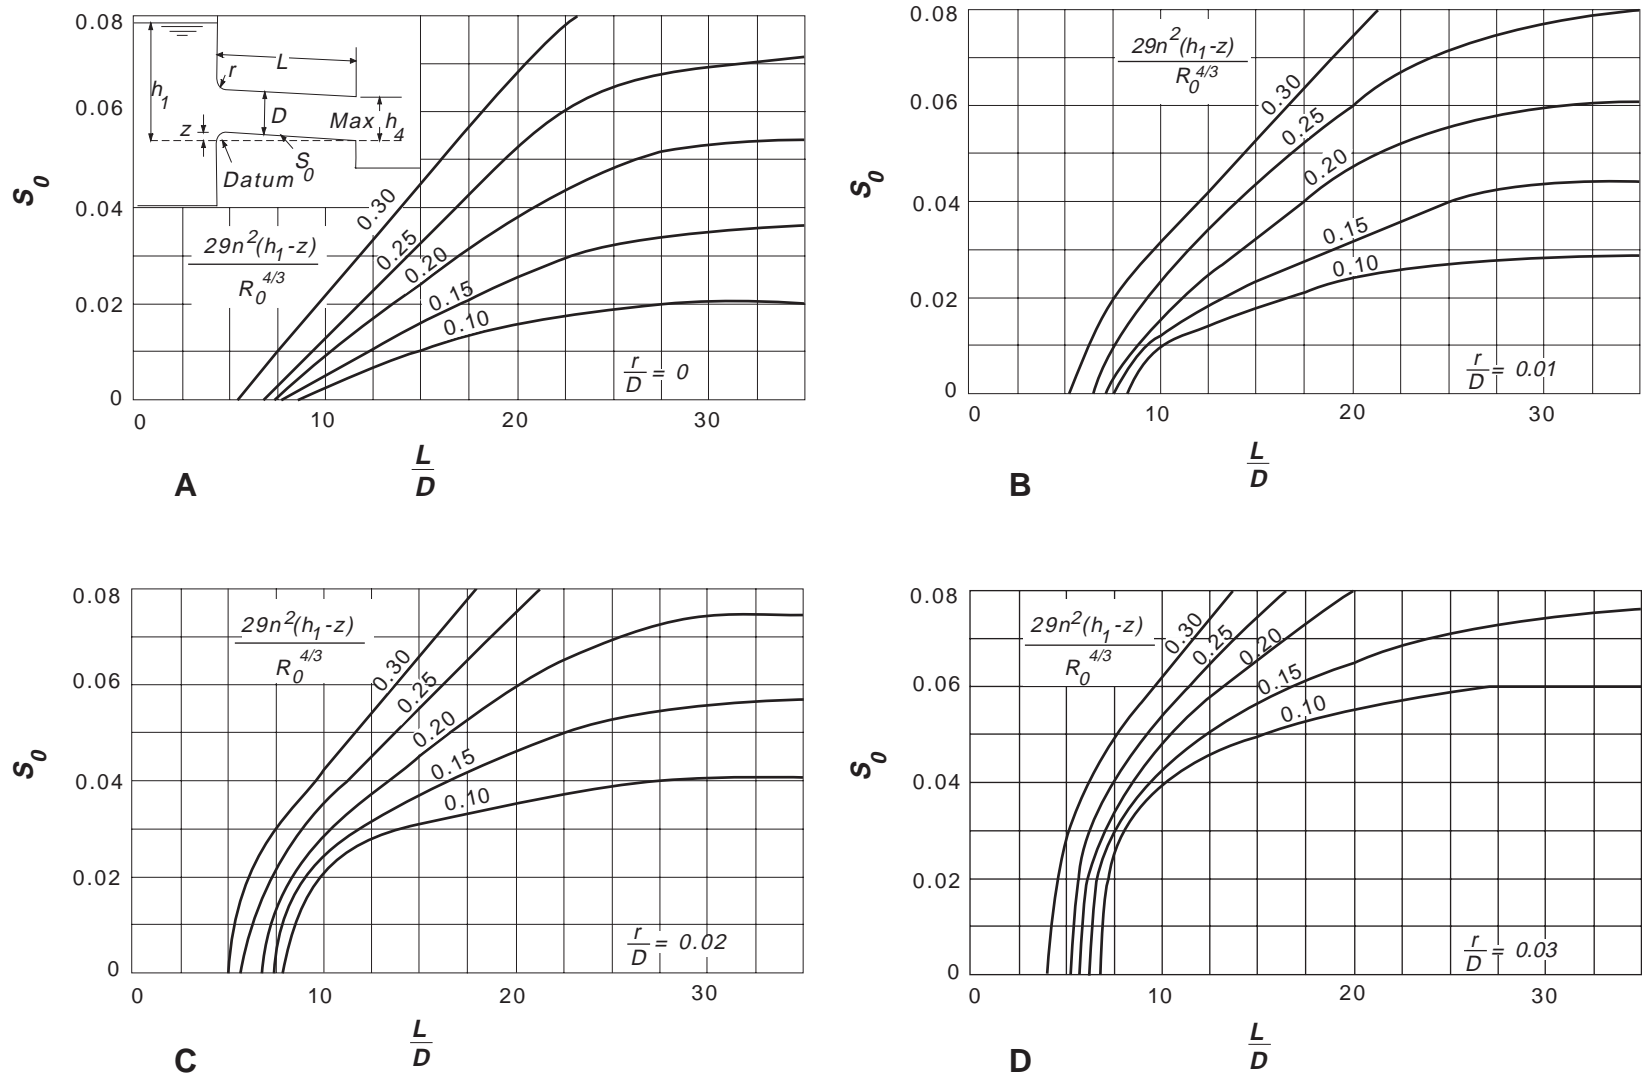 0.08
0.06
0.04
0.02
0
S0
h1
z
r
L
D
Max h4
S0
Datum
29n2(h1-z)
R0 4/3
0.30
0.25
0.20
0.15
0.10
r/D = 0
0 10 20 30
L/D
A
0.08
0.06
0.04
0.02
0
S0
29n2(h1-z)
R0 4/3
0.30
0.25
0.20
0.15
0.10
r/D = 0.01
0 10 20 30
L/D
B
0.08
0.06
0.04
0.02
0
S0
29n2(h1-z)
R0 4/3
0.30
0.25
0.20
0.15
0.10
r/D = 0.02
0 10 20 30
L/D
C
0.08
0.06
0.04
0.02
0
S0
29n2(h1-z)
R0 4/3
0.30
0.25
0.20
0.15
0.10
r/D = 0.03
0 10 20 30
L/D
D